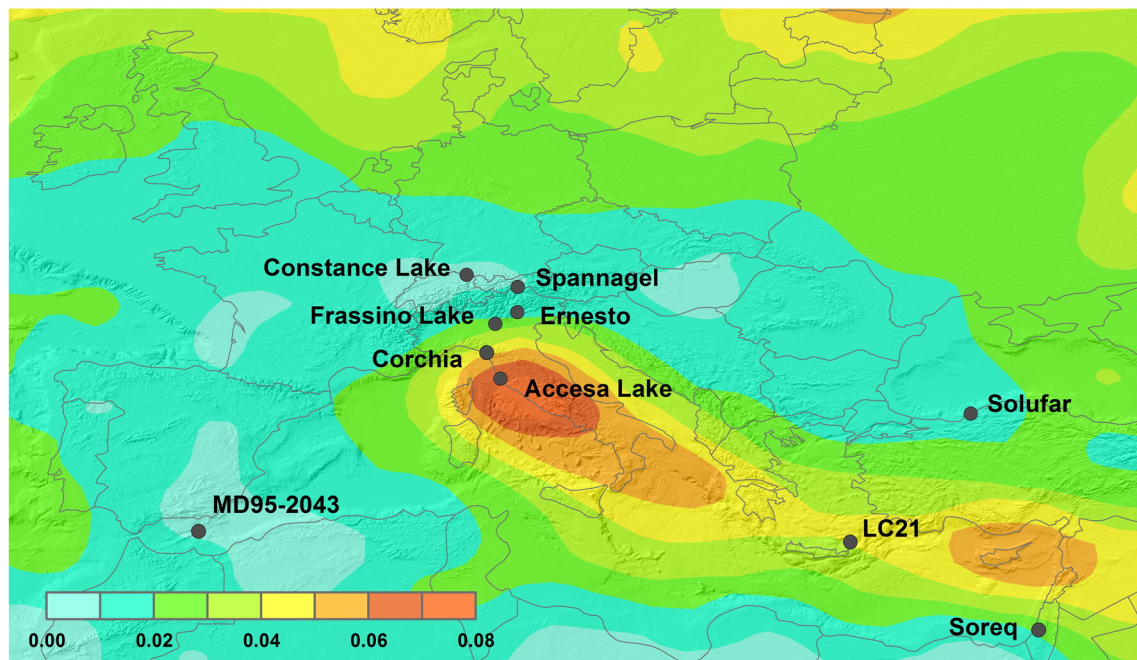 Constance Lake
Spannagel
Frassino Lake
Ernesto
Corchia
Accesa Lake
Solufar
MD95-2043
LC21
Soreq
0.00 0.02 0.04 0.06 0.08